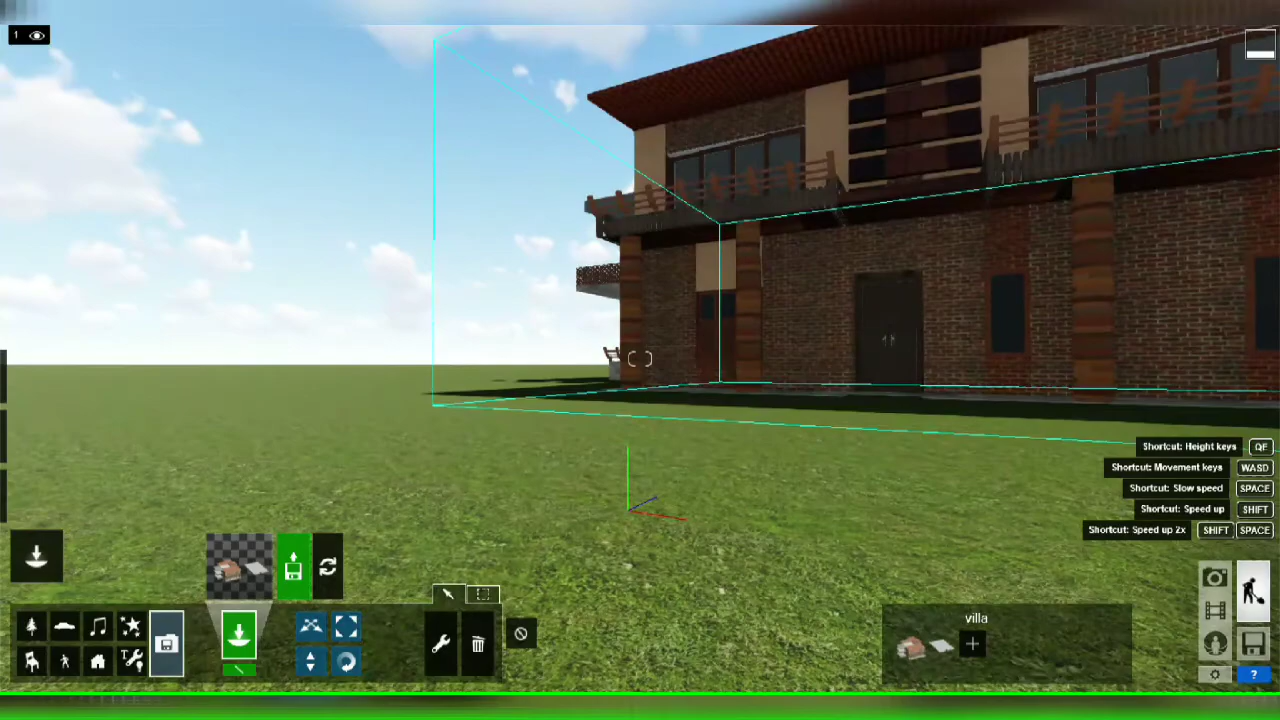 1
Shortcut: Height keys QE
Shortcut: Movement keys WASD
Shortcut: Slow speed SPACE
Shortcut: Speed up SHIFT
Shortcut: Speed up 2x SHIFT SPACE
villa
?